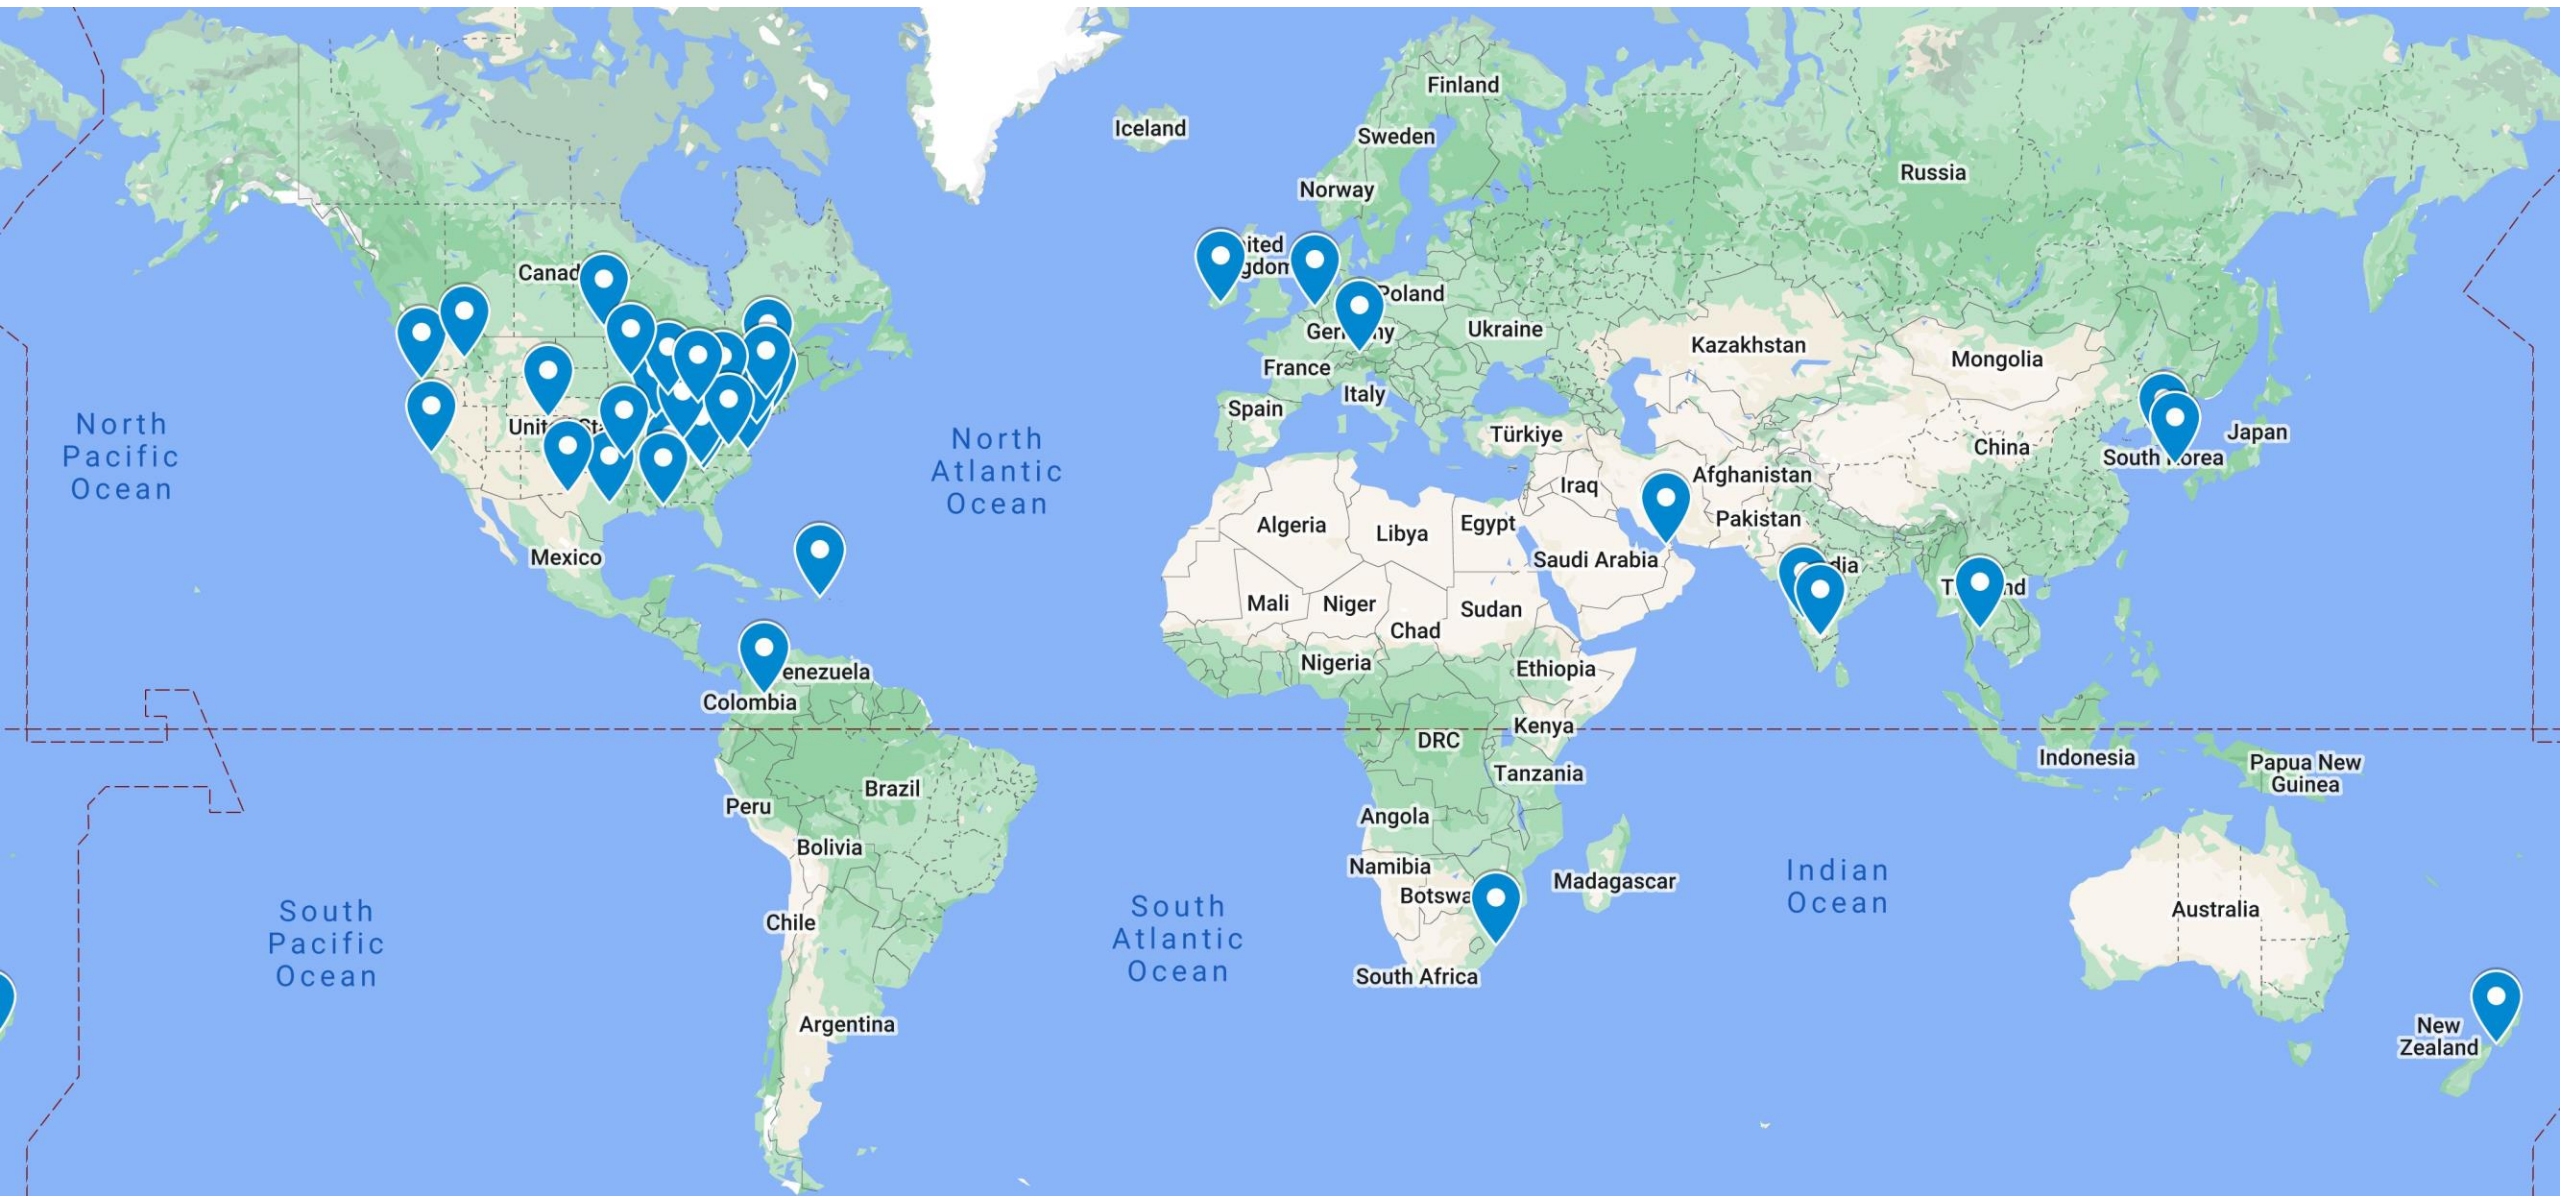 Finland
Iceland
Sweden
Russia
Norway
Poland
Ukraine
Kazakhstan
Mongolia
France
Italy
Spain
Türkiye
China
Japan
North
Pacific
Ocean
North
Atlantic
Ocean
Afghanistan
Iraq
Pakistan
Algeria
Libya
Egypt
Saudi Arabia
Mexico
Mali
Niger
Sudan
Chad
Nigeria
Ethiopia
Colombia
Kenya
DRC
Tanzania
Indonesia
Papua New
Guinea
Brazil
Peru
Angola
Bolivia
Namibia
Madagascar
Indian
Ocean
Australia
South
Pacific
Ocean
Chile
South
Atlantic
Ocean
South Africa
Argentina
New
Zealand